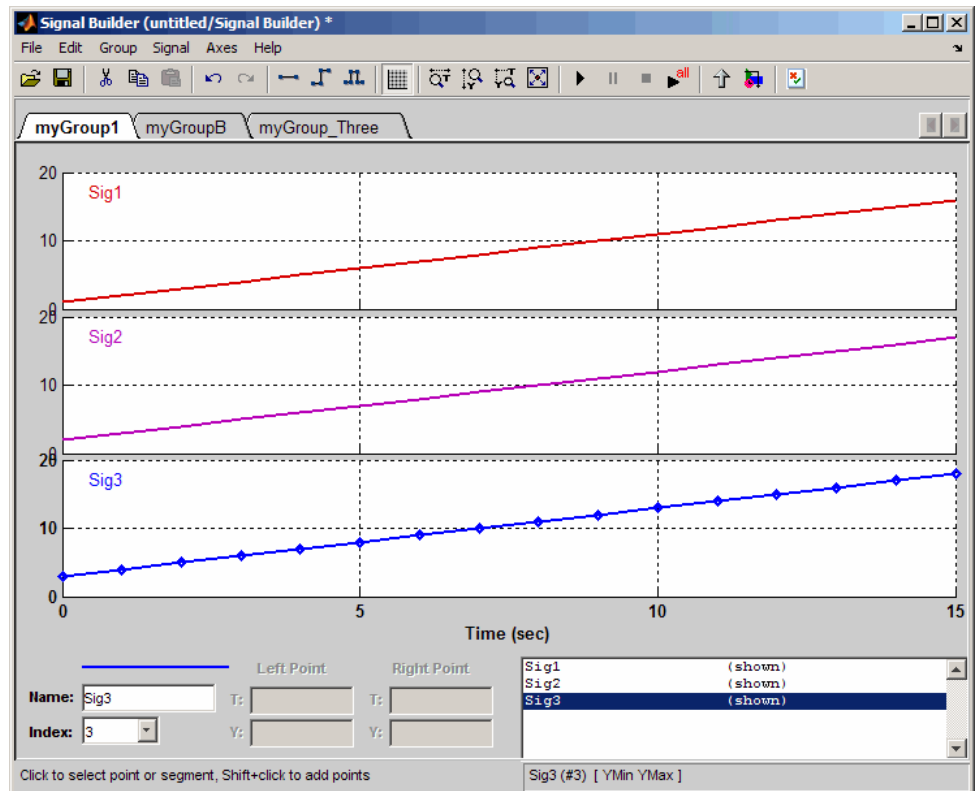 Signal Builder (untitled/Signal Builder) *
File Edit Group Signal Axes Help
all
myGroup1 myGroupB myGroup_Three
20
Sig1
10
0
20
Sig2
10
0
20
Sig3
10
0
0 5 10 15
Time (sec)
Left Point Right Point
Name: Sig3 T: T:
Index: 3 Y: Y:
Sig1 (shown)
Sig2 (shown)
Sig3 (shown)
Click to select point or segment, Shift+click to add points
Sig3 (#3) [ YMin YMax ]